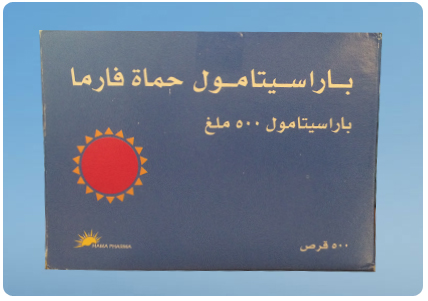 باراسيتامول حماة فارما
باراسيتامول ٥٠٠ ملغ
HAMA PHARMA
٥٠٠ قرص